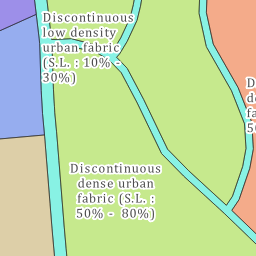 Discontinuous
low density
urban fabric
(S.L. : 10% -
30%)
Discontinuous
dense urban
fabric (S.L. :
50% -  80%)